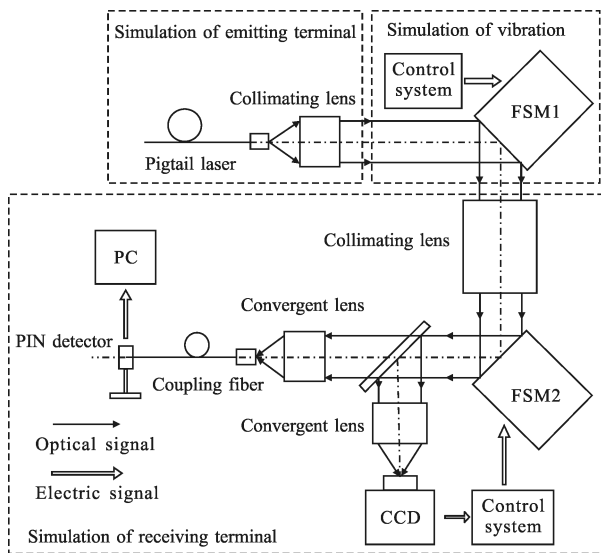 Simulation of emitting terminal
Simulation of vibration
Control
system
FSM1
Collimating lens
Pigtail laser
Collimating lens
PC
Convergent lens
PIN detector
Coupling fiber
FSM2
Convergent lens
Optical signal
Electric signal
CCD
Control
system
Simulation of receiving terminal